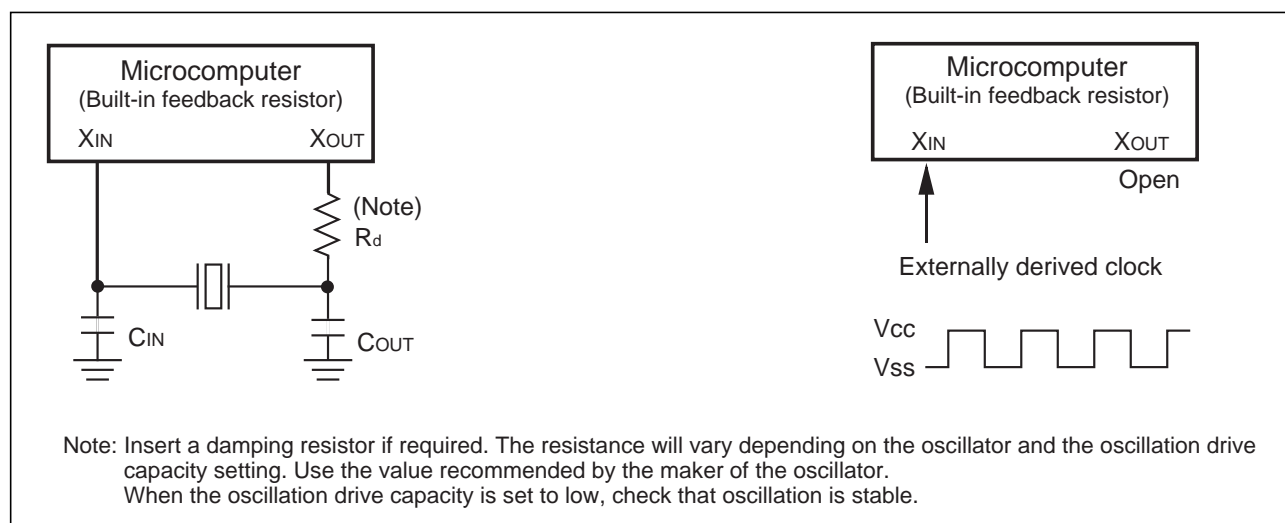 Microcomputer
(Built-in feedback resistor)
XIN XOUT
(Note)
Rd
CIN
COUT
Microcomputer
(Built-in feedback resistor)
XIN XOUT
Open
Externally derived clock
Vcc
Vss
Note: Insert a damping resistor if required. The resistance will vary depending on the oscillator and the oscillation drive
capacity setting. Use the value recommended by the maker of the oscillator.
When the oscillation drive capacity is set to low, check that oscillation is stable.